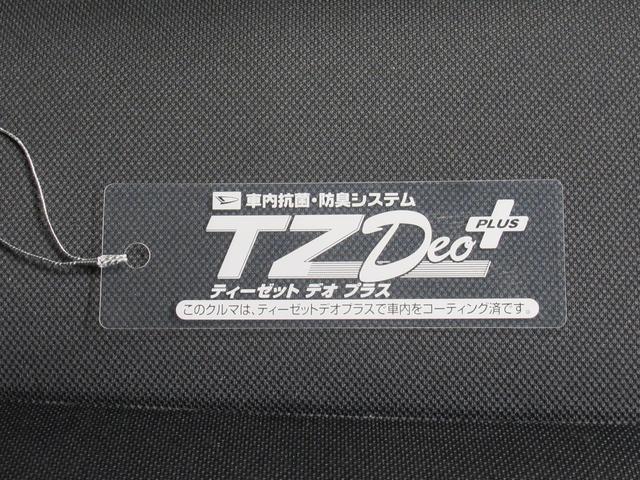 車内抗菌・防臭システム
TZ Deo PLUS
ティーゼット デオ プラス
このクルマは、ティーゼットデオプラスで車内をコーティング済です。